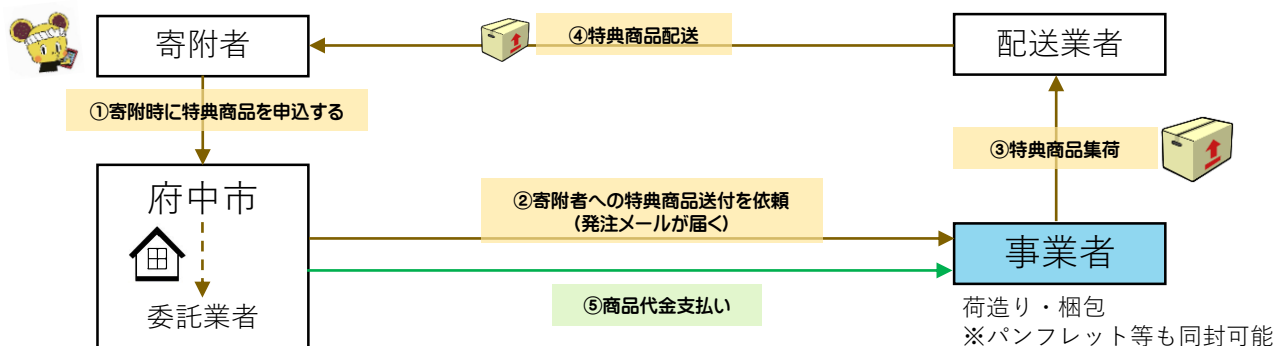 寄附者
④特典商品配送
配送業者
①寄附時に特典商品を申込する
③特典商品集荷
府中市
②寄附者への特典商品送付を依頼
(発注メールが届く)
事業者
委託業者
⑤商品代金支払い
荷造り・梱包
※パンフレット等も同封可能